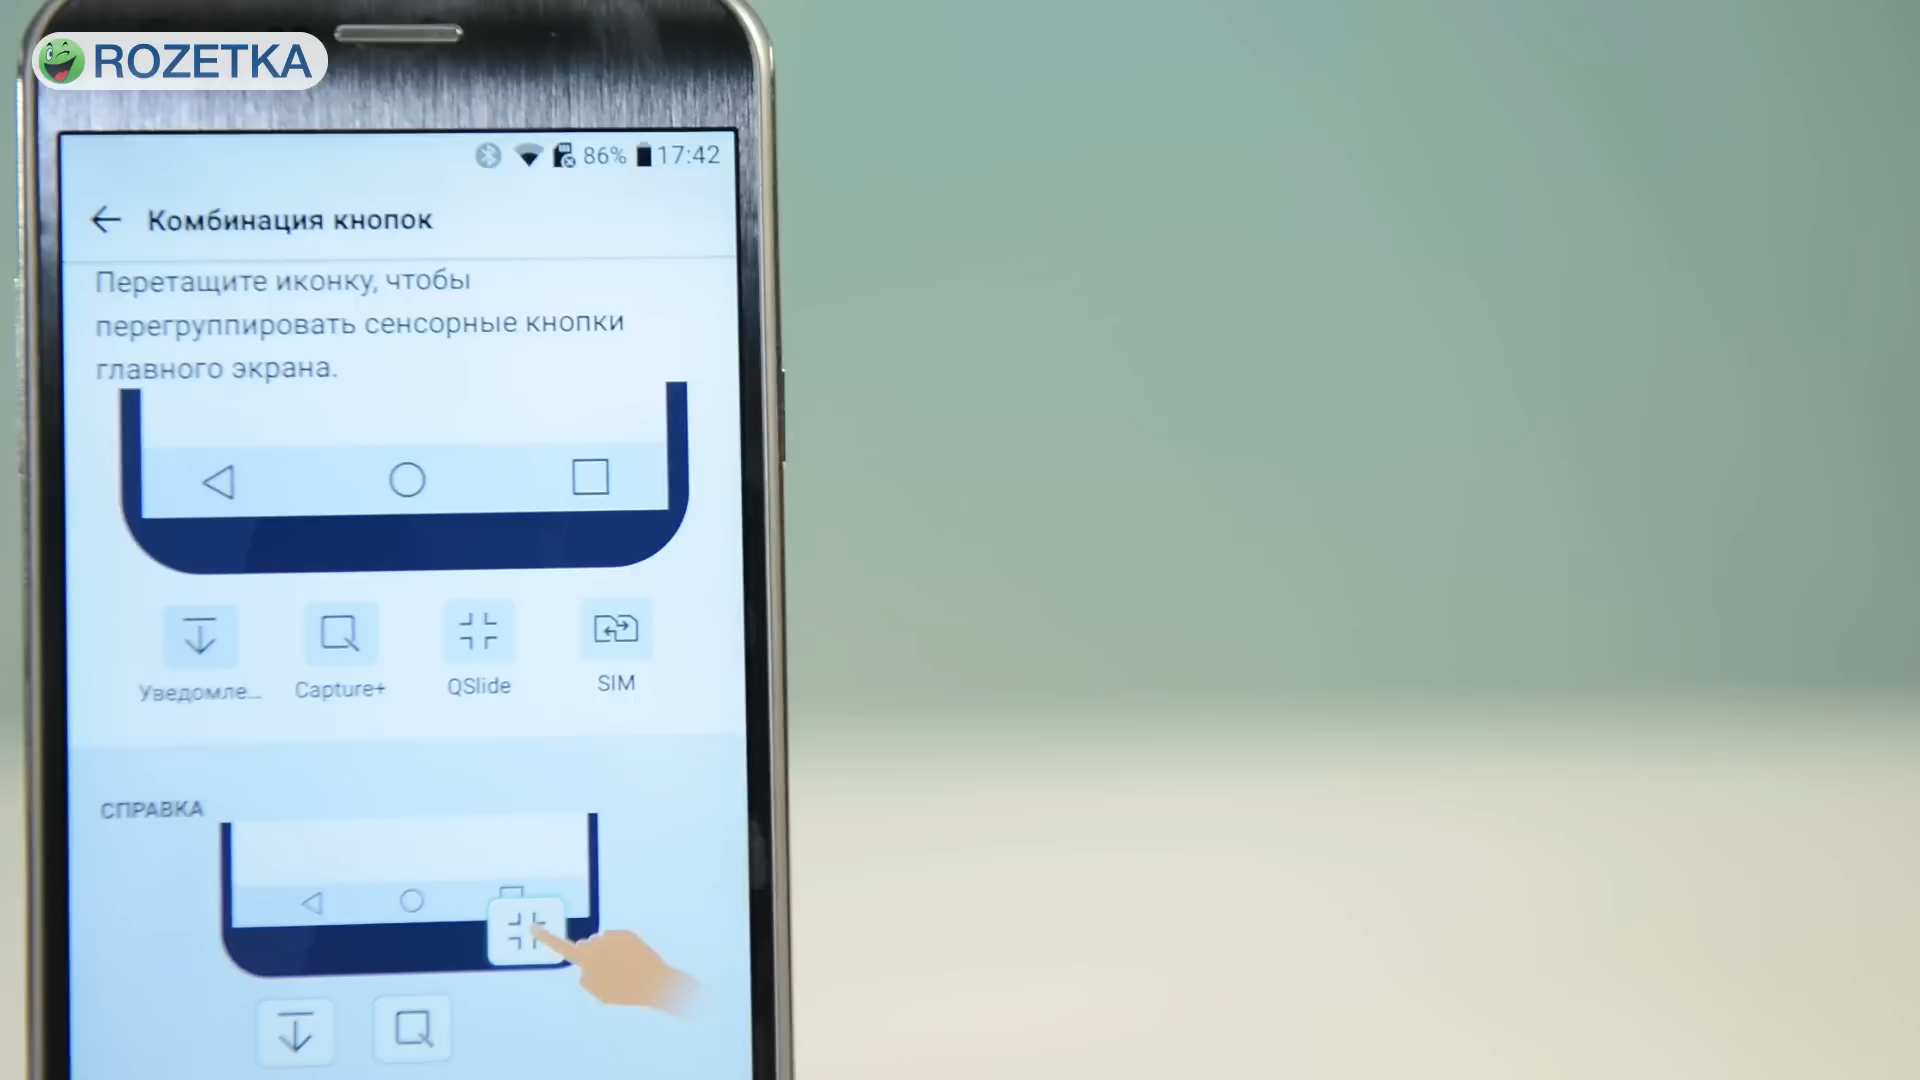 ROZETKA
86% 17:42
Комбинация кнопок
Перетащите иконку, чтобы
перегруппировать сенсорные кнопки
главного экрана.
Уведомле... Capture+ QSlide SIM
СПРАВКА